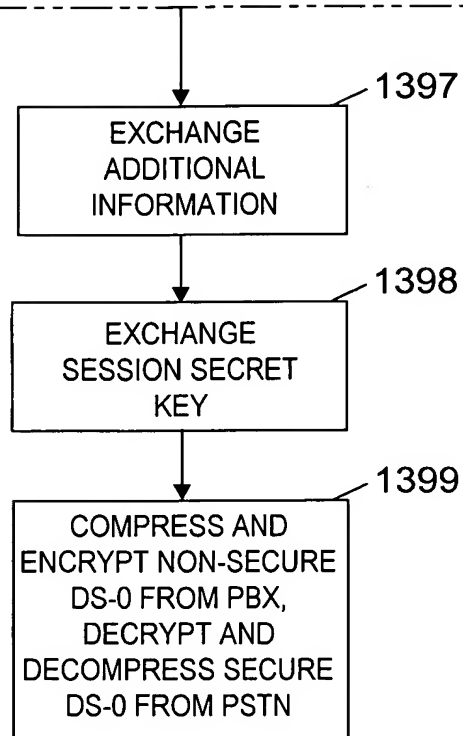 1397
EXCHANGE
ADDITIONAL
INFORMATION
1398
EXCHANGE
SESSION SECRET
KEY
1399
COMPRESS AND
ENCRYPT NON-SECURE
DS-0 FROM PBX,
DECRYPT AND
DECOMPRESS SECURE
DS-0 FROM PSTN